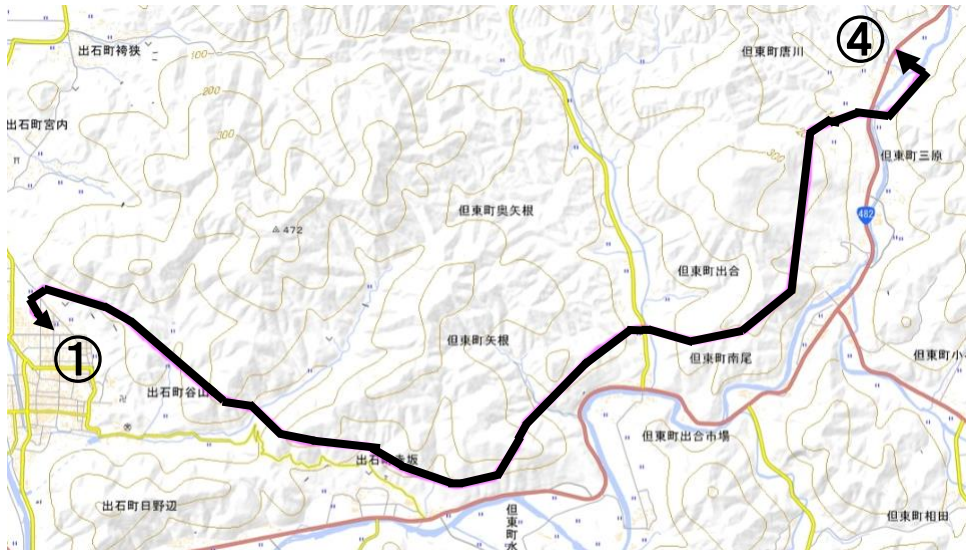 出石町袴狭
100
200
出石町宮内
300
△472
但東町奥矢根
但東町唐川
④
但東町三原
300
482
但東町出合
但東町矢根
①
出石町谷山
但東町南尾
但東町小
但東町出合市場
出石町寺坂
出石町日野辺
但東町水
但東町相田